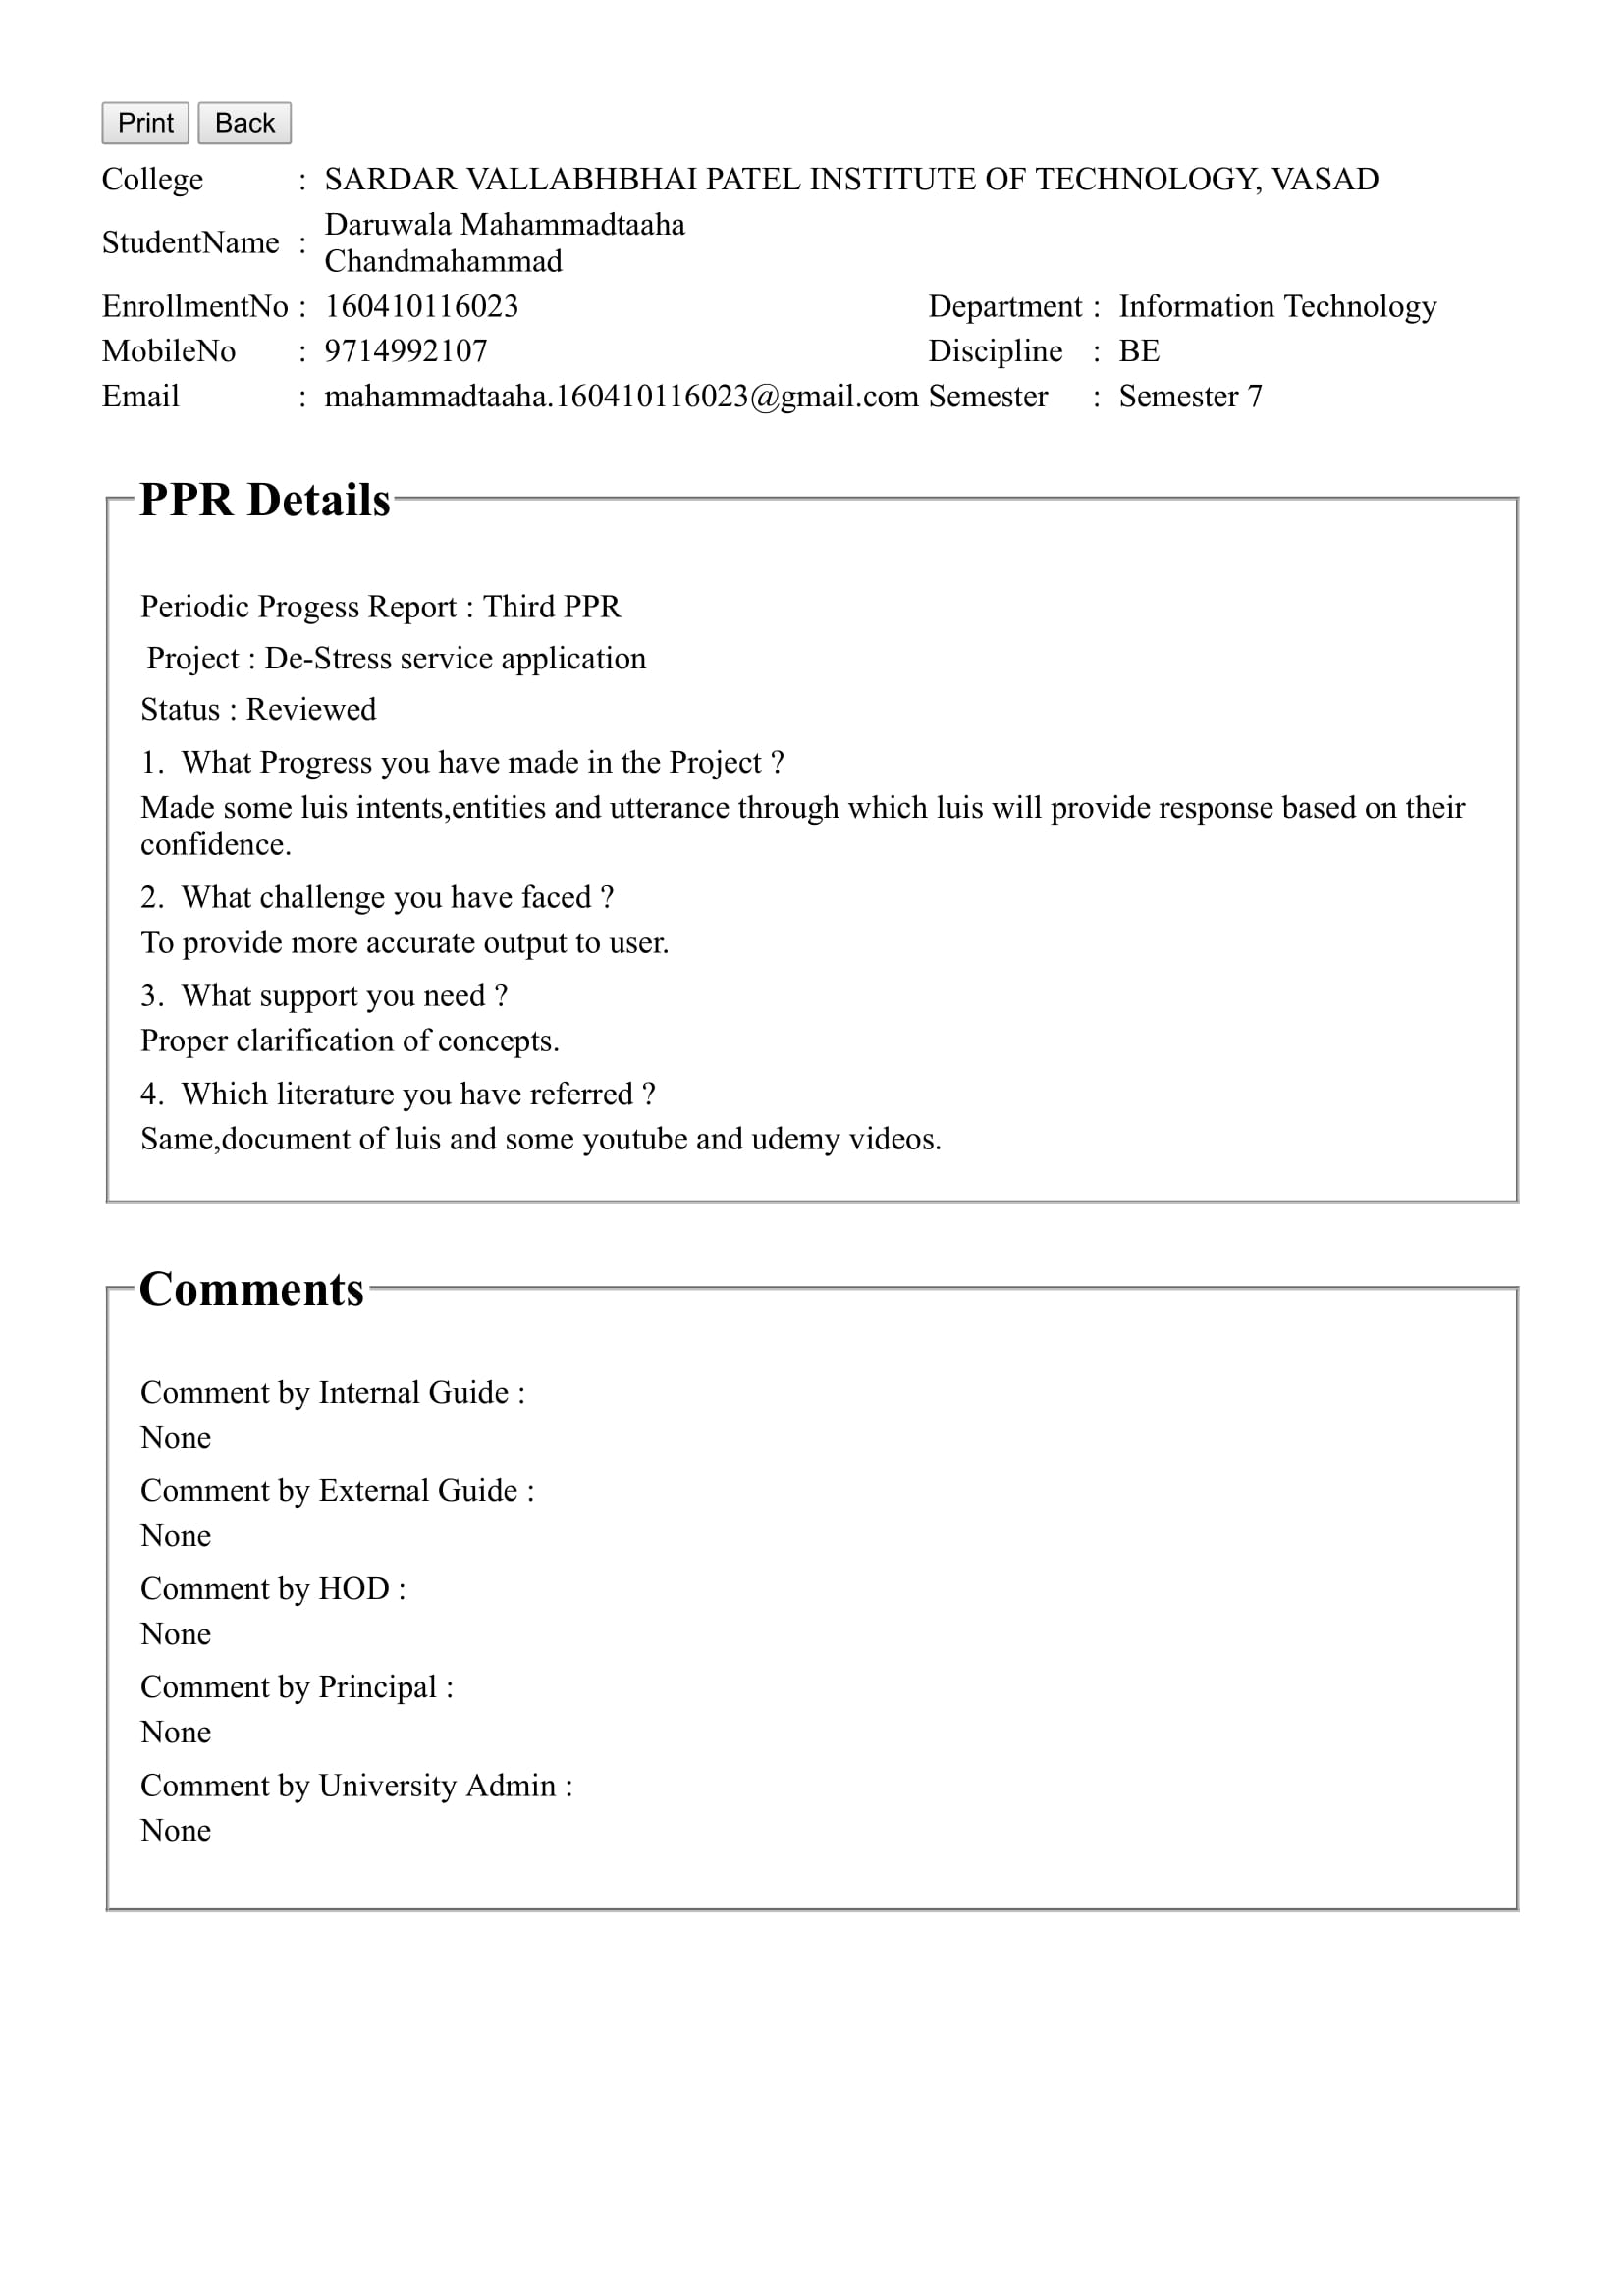 Print Back
College : SARDAR VALLABHBHAI PATEL INSTITUTE OF TECHNOLOGY, VASAD
StudentName : Daruwala Mahammadtaaha
Chandmahammad
EnrollmentNo : 160410116023 Department : Information Technology
MobileNo : 9714992107 Discipline : BE
Email : mahammadtaaha.160410116023@gmail.com Semester : Semester 7
PPR Details
Periodic Progess Report : Third PPR
Project : De-Stress service application
Status : Reviewed
1. What Progress you have made in the Project ?
Made some luis intents,entities and utterance through which luis will provide response based on their
confidence.
2. What challenge you have faced ?
To provide more accurate output to user.
3. What support you need ?
Proper clarification of concepts.
4. Which literature you have referred ?
Same,document of luis and some youtube and udemy videos.
Comments
Comment by Internal Guide :
None
Comment by External Guide :
None
Comment by HOD :
None
Comment by Principal :
None
Comment by University Admin :
None